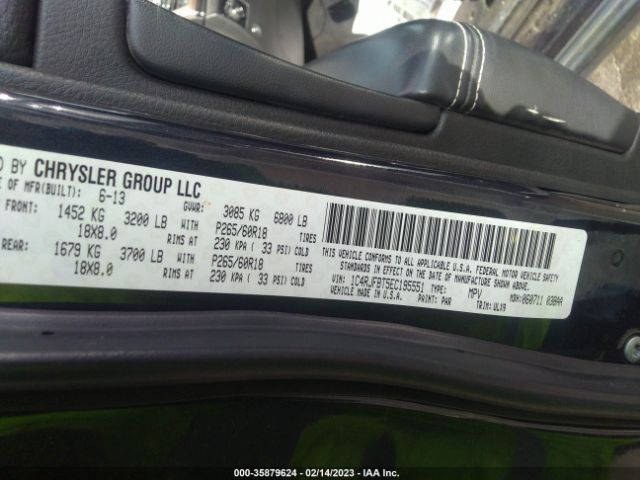 D BY CHRYSLER GROUP LLC
E OF MFR(BUILT): 6-13 GVWR: 3085 KG 6800 LB
FRONT: 1452 KG 3200 LB WITH P265/60R18 TIRES
18X8.0 RIMS AT 230 KPA ( 33 PSI) COLD
REAR: 1679 KG 3700 LB WITH P265/60R18 TIRES
18X8.0 RIMS AT 230 KPA ( 33 PSI) COLD
THIS VEHICLE CONFORMS TO ALL APPLICABLE U.S.A. FEDERAL MOTOR VEHICLE SAFETY
STANDARDS IN EFFECT ON THE DATE OF MANUFACTURE SHOWN ABOVE.
VIN: 1C4RJFBT5EC195551 TYPE: MPV MDH: 060711 038AA
VEHICLE MADE IN U.S.A. PAINT: PAR TRIM: ULX9
000-35879624 - 02/14/2023 - IAA Inc.